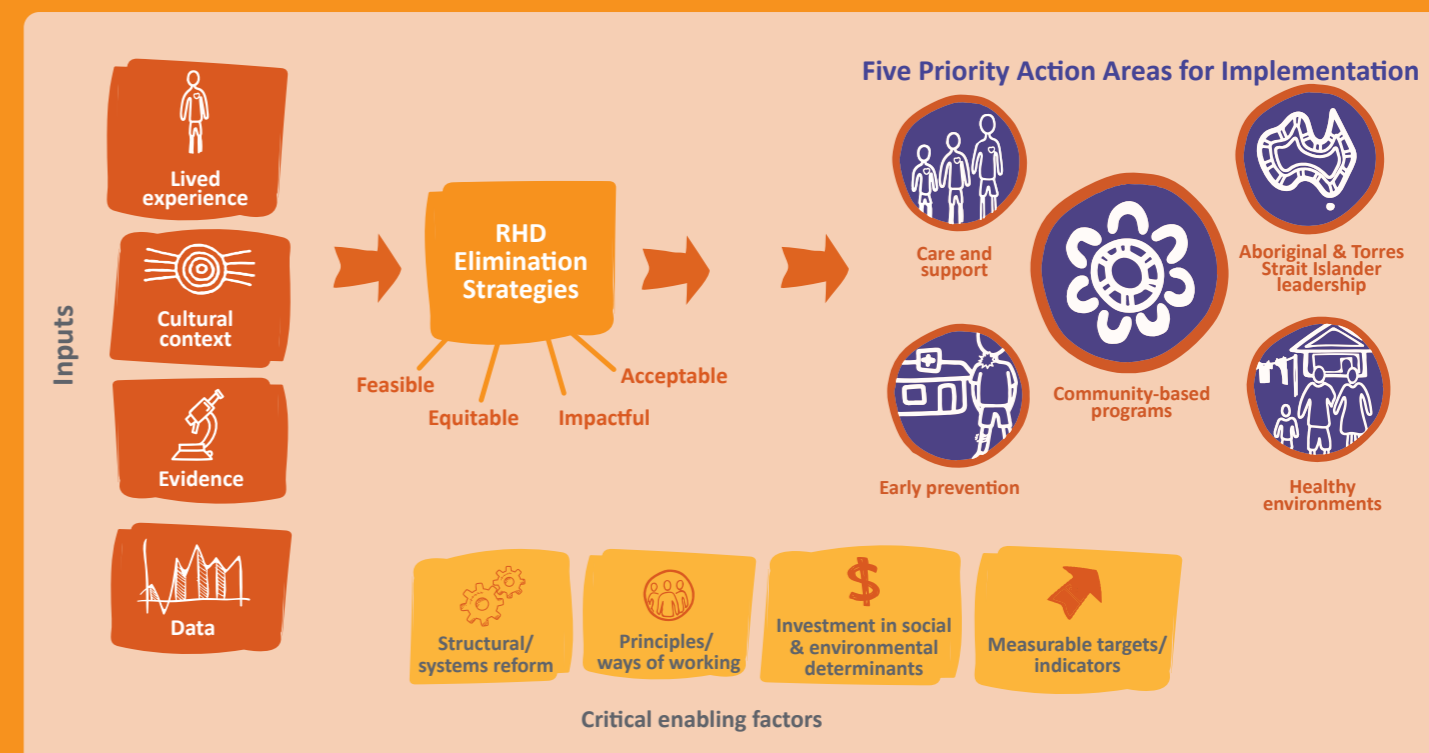 Inputs
Lived
experience
Cultural
context
Evidence
Data
RHD
Elimination
Strategies
Feasible
Equitable
Impactful
Acceptable
Five Priority Action Areas for Implementation
Care and
support
Aboriginal & Torres
Strait Islander
leadership
Community-based
programs
Early prevention
Healthy
environments
Structural/
systems reform
Principles/
ways of working
$
Investment in social
& environmental
determinants
Measurable targets/
indicators
Critical enabling factors